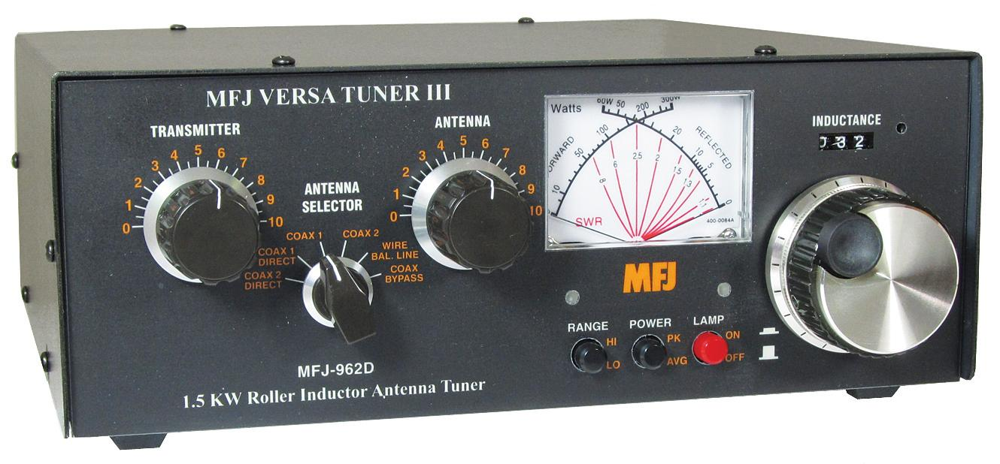 MFJ VERSA TUNER III
TRANSMITTER
0 1 2 3 4 5 6 7 8 9 10
ANTENNA
0 1 2 3 4 5 6 7 8 9 10
ANTENNA
SELECTOR
COAX 2
DIRECT
COAX 1
DIRECT
COAX 1
COAX 2
WIRE
BAL. LINE
COAX
BYPASS
Watts
60W 50 20 10 5 0
10 50 100 200 300W
REFLECTED
8 6 2.5 2 1.5 1.3 1.1
SWR
400-0084A
INDUCTANCE
32
MFJ
RANGE
HI
LO
POWER
PK
AVG
LAMP
ON
OFF
MFJ-962D
1.5 KW Roller Inductor Antenna Tuner